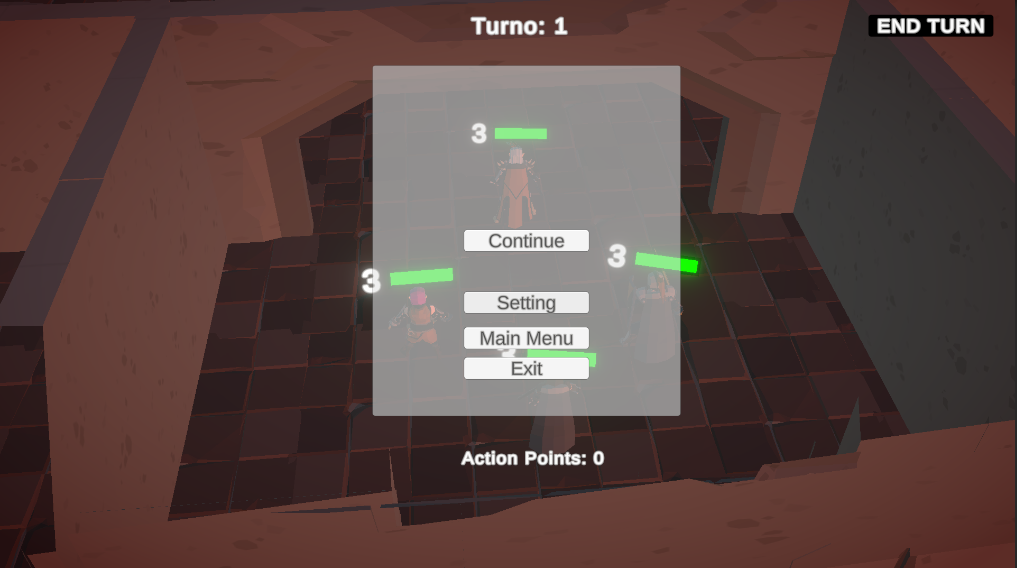 Turno: 1
END TURN
3
Continue
3
3
Setting
Main Menu
Exit
Action Points: 0